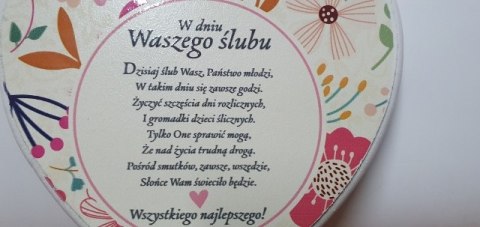 W dniu
Waszego ślubu
Dzisiaj ślub Wasz, Państwo młodzi,
W takim dniu się zawsze godzi.
Życzyć szczęścia dni rozlicznych,
I gromadki dzieci ślicznych.
Tylko One sprawić mogą,
Że nad życia trudną drogą.
Pośród smutków, zawsze, wszędzie,
Słońce Wam świeciło będzie.
Wszystkiego najlepszego!